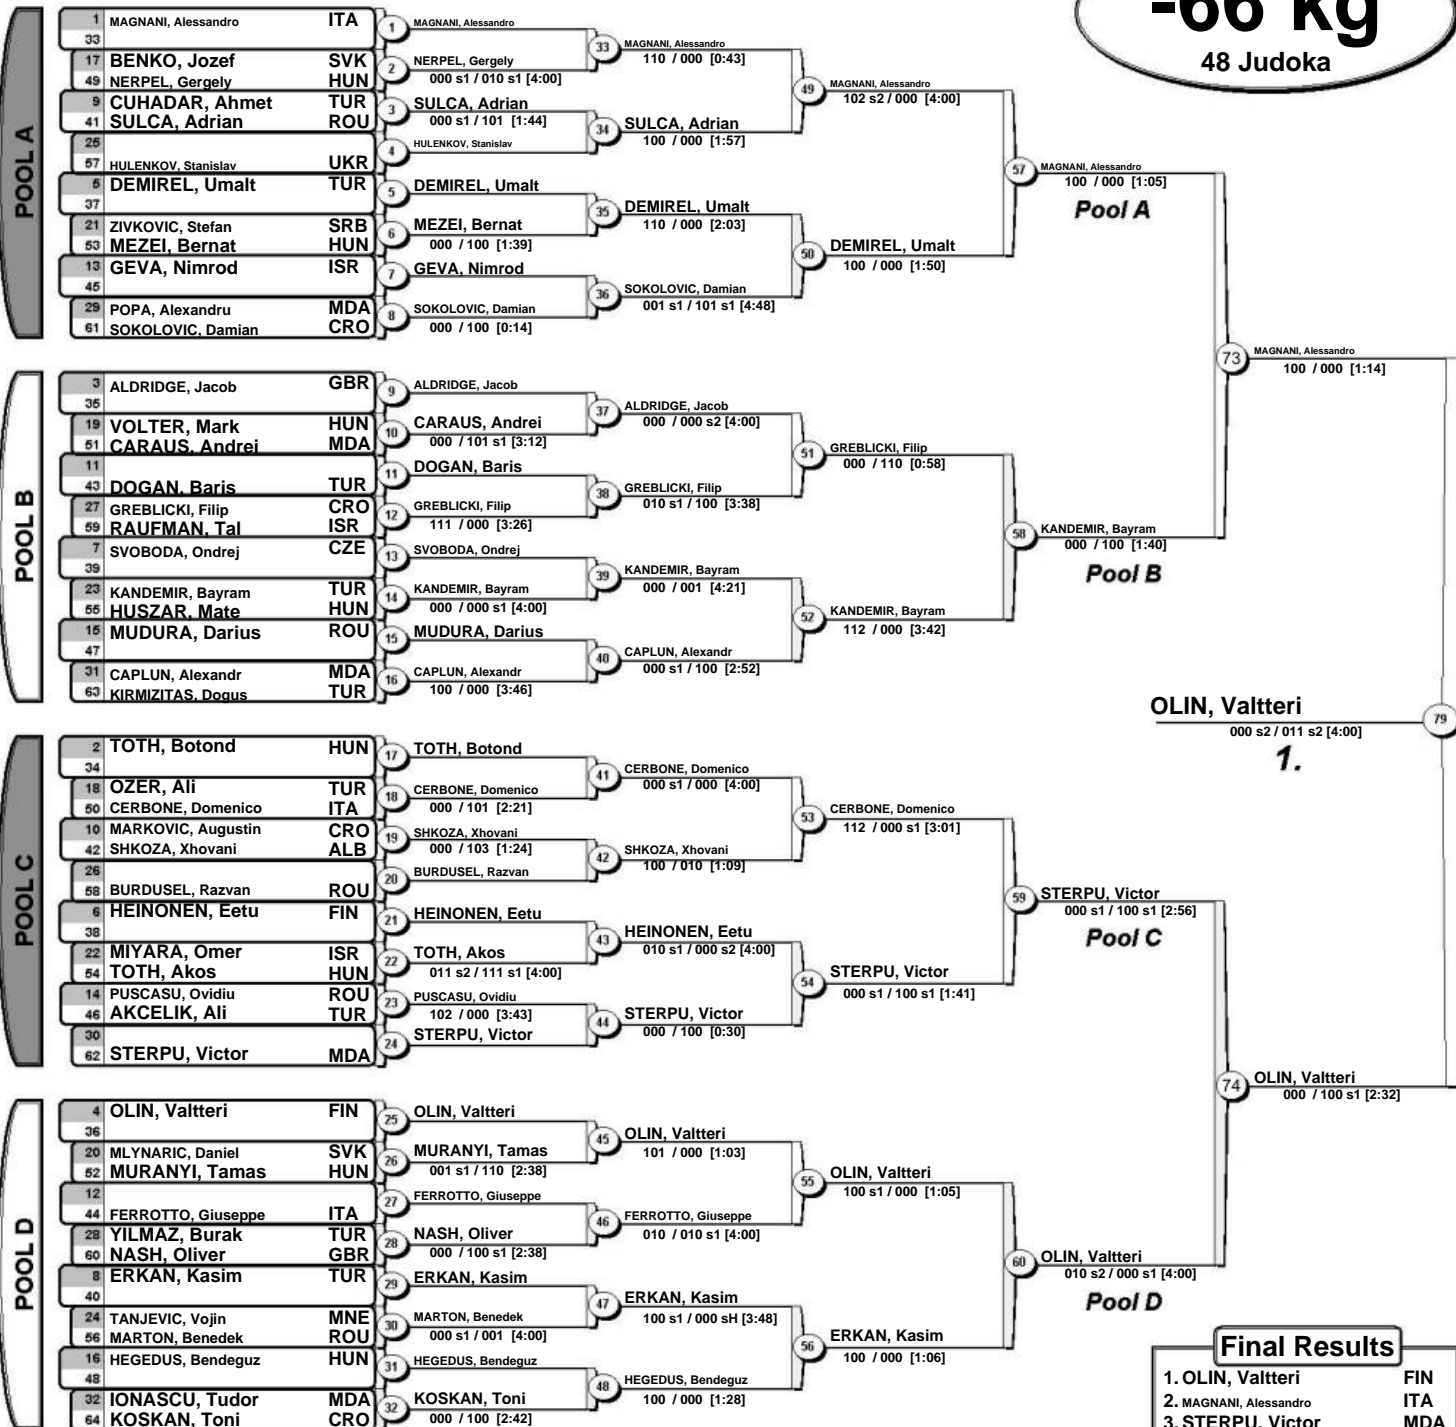 -66 kg
48 Judoka
POOL A
1 MAGNANI, Alessandro ITA
33
17 BENKO, Jozef SVK
49 NERPEL, Gergely HUN
9 CUHADAR, Ahmet TUR
41 SULCA, Adrian ROU
25
57 HULENKOV, Stanislav UKR
5 DEMIREL, Umalt TUR
37
21 ZIVKOVIC, Stefan SRB
53 MEZEI, Bernat HUN
13 GEVA, Nimrod ISR
45
29 POPA, Alexandru MDA
61 SOKOLOVIC, Damian CRO
1 MAGNANI, Alessandro
2 NERPEL, Gergely
000 s1 / 010 s1 [4:00]
3 SULCA, Adrian
000 s1 / 101 [1:44]
4 HULENKOV, Stanislav
5 DEMIREL, Umalt
6 MEZEI, Bernat
000 / 100 [1:39]
7 GEVA, Nimrod
8 SOKOLOVIC, Damian
000 / 100 [0:14]
33 MAGNANI, Alessandro
110 / 000 [0:43]
34 SULCA, Adrian
100 / 000 [1:57]
35 DEMIREL, Umalt
110 / 000 [2:03]
36 SOKOLOVIC, Damian
001 s1 / 101 s1 [4:48]
49 MAGNANI, Alessandro
102 s2 / 000 [4:00]
50 DEMIREL, Umalt
100 / 000 [1:50]
57 MAGNANI, Alessandro
100 / 000 [1:05]
Pool A
POOL B
3 ALDRIDGE, Jacob GBR
35
19 VOLTER, Mark HUN
51 CARAUS, Andrei MDA
11
43 DOGAN, Baris TUR
27 GREBLICKI, Filip CRO
59 RAUFMAN, Tal ISR
7 SVOBODA, Ondrej CZE
39
23 KANDEMIR, Bayram TUR
55 HUSZAR, Mate HUN
15 MUDURA, Darius ROU
47
31 CAPLUN, Alexandr MDA
63 KIRMIZITAS, Dogus TUR
9 ALDRIDGE, Jacob
10 CARAUS, Andrei
000 / 101 s1 [3:12]
11 DOGAN, Baris
12 GREBLICKI, Filip
111 / 000 [3:26]
13 SVOBODA, Ondrej
14 KANDEMIR, Bayram
000 / 000 s1 [4:00]
15 MUDURA, Darius
16 CAPLUN, Alexandr
100 / 000 [3:46]
37 ALDRIDGE, Jacob
000 / 000 s2 [4:00]
38 GREBLICKI, Filip
010 s1 / 100 [3:38]
39 KANDEMIR, Bayram
000 / 001 [4:21]
40 CAPLUN, Alexandr
000 s1 / 100 [2:52]
51 GREBLICKI, Filip
000 / 110 [0:58]
52 KANDEMIR, Bayram
112 / 000 [3:42]
58 KANDEMIR, Bayram
000 / 100 [1:40]
Pool B
73 MAGNANI, Alessandro
100 / 000 [1:14]
OLIN, Valtteri 79
000 s2 / 011 s2 [4:00]
1.
POOL C
2 TOTH, Botond HUN
34
18 OZER, Ali TUR
50 CERBONE, Domenico ITA
10 MARKOVIC, Augustin CRO
42 SHKOZA, Xhovani ALB
26
58 BURDUSEL, Razvan ROU
6 HEINONEN, Eetu FIN
38
22 MIYARA, Omer ISR
54 TOTH, Akos HUN
14 PUSCASU, Ovidiu ROU
46 AKCELIK, Ali TUR
30
62 STERPU, Victor MDA
17 TOTH, Botond
18 CERBONE, Domenico
000 / 101 [2:21]
19 SHKOZA, Xhovani
000 / 103 [1:24]
20 BURDUSEL, Razvan
21 HEINONEN, Eetu
22 TOTH, Akos
011 s2 / 111 s1 [4:00]
23 PUSCASU, Ovidiu
102 / 000 [3:43]
24 STERPU, Victor
41 CERBONE, Domenico
000 s1 / 000 [4:00]
42 SHKOZA, Xhovani
100 / 010 [1:09]
43 HEINONEN, Eetu
010 s1 / 000 s2 [4:00]
44 STERPU, Victor
000 / 100 [0:30]
53 CERBONE, Domenico
112 / 000 s1 [3:01]
54 STERPU, Victor
000 s1 / 100 s1 [1:41]
59 STERPU, Victor
000 s1 / 100 s1 [2:56]
Pool C
POOL D
4 OLIN, Valtteri FIN
36
20 MLYNARIC, Daniel SVK
52 MURANYI, Tamas HUN
12
44 FERROTTO, Giuseppe ITA
28 YILMAZ, Burak TUR
60 NASH, Oliver GBR
8 ERKAN, Kasim TUR
40
24 TANJEVIC, Vojin MNE
56 MARTON, Benedek ROU
16 HEGEDUS, Bendeguz HUN
48
32 IONASCU, Tudor MDA
64 KOSKAN, Toni CRO
25 OLIN, Valtteri
26 MURANYI, Tamas
001 s1 / 110 [2:38]
27 FERROTTO, Giuseppe
28 NASH, Oliver
000 / 100 s1 [2:38]
29 ERKAN, Kasim
30 MARTON, Benedek
000 s1 / 001 [4:00]
31 HEGEDUS, Bendeguz
32 KOSKAN, Toni
000 / 100 [2:42]
45 OLIN, Valtteri
101 / 000 [1:03]
46 FERROTTO, Giuseppe
010 / 010 s1 [4:00]
47 ERKAN, Kasim
100 s1 / 000 sH [3:48]
48 HEGEDUS, Bendeguz
100 / 000 [1:28]
55 OLIN, Valtteri
100 s1 / 000 [1:05]
56 ERKAN, Kasim
100 / 000 [1:06]
60 OLIN, Valtteri
010 s2 / 000 s1 [4:00]
Pool D
74 OLIN, Valtteri
000 / 100 s1 [2:32]
Final Results
1. OLIN, Valtteri FIN
2. MAGNANI, Alessandro ITA
3. STERPU, Victor MDA